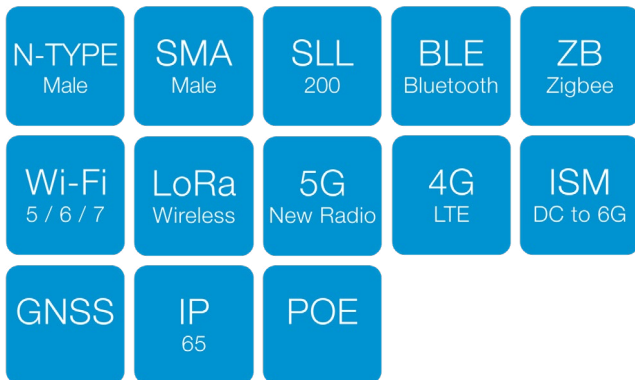 N-TYPE
Male
SMA
Male
SLL
200
BLE
Bluetooth
ZB
Zigbee
Wi-Fi
5 / 6 / 7
LoRa
Wireless
5G
New Radio
4G
LTE
ISM
DC to 6G
GNSS
IP
65
POE